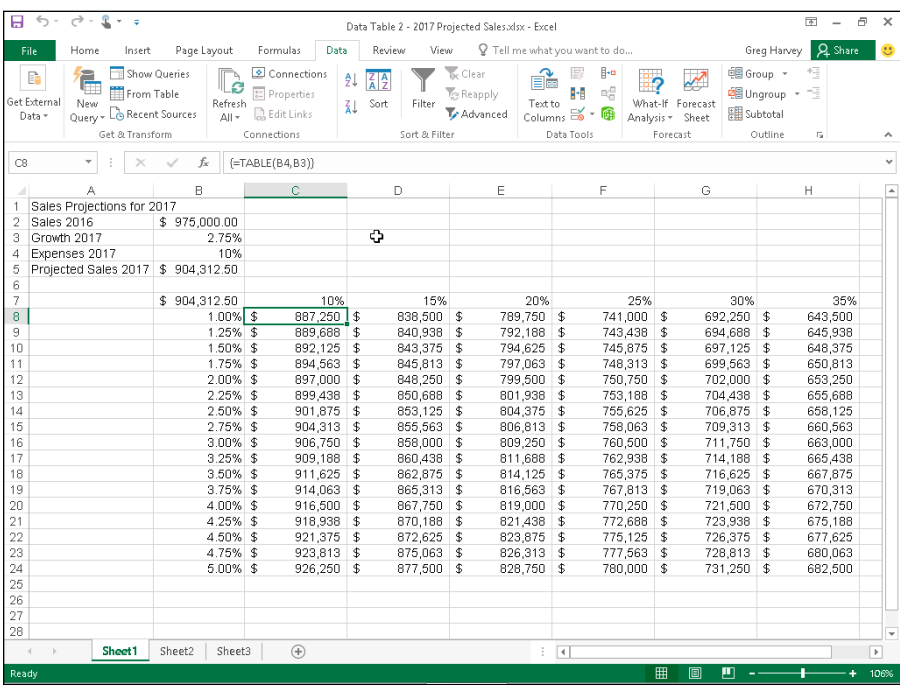 Data Table 2 - 2017 Projected Sales.xlsx - Excel
File Home Insert Page Layout Formulas Data Review View Tell me what you want to do... Greg Harvey Share
Get External Data
New Query
Show Queries
From Table
Recent Sources
Get & Transform
Refresh All
Connections
Properties
Edit Links
Connections
A Z
Z A
Z A A Z
Sort
Filter
Clear
Reapply
Advanced
Sort & Filter
Text to Columns
Data Tools
What-If Analysis
Forecast Sheet
Forecast
Group
Ungroup
Subtotal
Outline
C8 fx {=TABLE(B4,B3)}
A B C D E F G H
1 Sales Projections for 2017
2 Sales 2016 $ 975,000.00
3 Growth 2017 2.75%
4 Expenses 2017 10%
5 Projected Sales 2017 $ 904,312.50
6
7 $ 904,312.50 10% 15% 20% 25% 30% 35%
8 1.00% $ 887,250 $ 838,500 $ 789,750 $ 741,000 $ 692,250 $ 643,500
9 1.25% $ 889,688 $ 840,938 $ 792,188 $ 743,438 $ 694,688 $ 645,938
10 1.50% $ 892,125 $ 843,375 $ 794,625 $ 745,875 $ 697,125 $ 648,375
11 1.75% $ 894,563 $ 845,813 $ 797,063 $ 748,313 $ 699,563 $ 650,813
12 2.00% $ 897,000 $ 848,250 $ 799,500 $ 750,750 $ 702,000 $ 653,250
13 2.25% $ 899,438 $ 850,688 $ 801,938 $ 753,188 $ 704,438 $ 655,688
14 2.50% $ 901,875 $ 853,125 $ 804,375 $ 755,625 $ 706,875 $ 658,125
15 2.75% $ 904,313 $ 855,563 $ 806,813 $ 758,063 $ 709,313 $ 660,563
16 3.00% $ 906,750 $ 858,000 $ 809,250 $ 760,500 $ 711,750 $ 663,000
17 3.25% $ 909,188 $ 860,438 $ 811,688 $ 762,938 $ 714,188 $ 665,438
18 3.50% $ 911,625 $ 862,875 $ 814,125 $ 765,375 $ 716,625 $ 667,875
19 3.75% $ 914,063 $ 865,313 $ 816,563 $ 767,813 $ 719,063 $ 670,313
20 4.00% $ 916,500 $ 867,750 $ 819,000 $ 770,250 $ 721,500 $ 672,750
21 4.25% $ 918,938 $ 870,188 $ 821,438 $ 772,688 $ 723,938 $ 675,188
22 4.50% $ 921,375 $ 872,625 $ 823,875 $ 775,125 $ 726,375 $ 677,625
23 4.75% $ 923,813 $ 875,063 $ 826,313 $ 777,563 $ 728,813 $ 680,063
24 5.00% $ 926,250 $ 877,500 $ 828,750 $ 780,000 $ 731,250 $ 682,500
25
26
27
28
Sheet1 Sheet2 Sheet3
Ready 106%